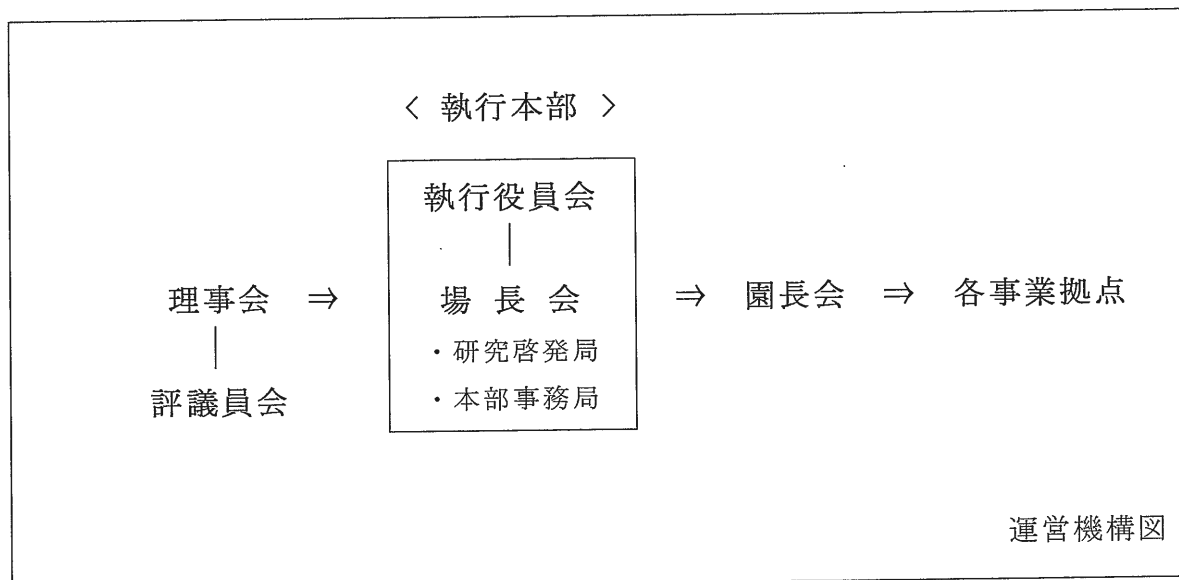 < 執行本部 >
執行役員会
理事会 ⇒ 場長会 ⇒ 園長会 ⇒ 各事業拠点
・研究啓発局
評議員会 ・本部事務局
運営機構図